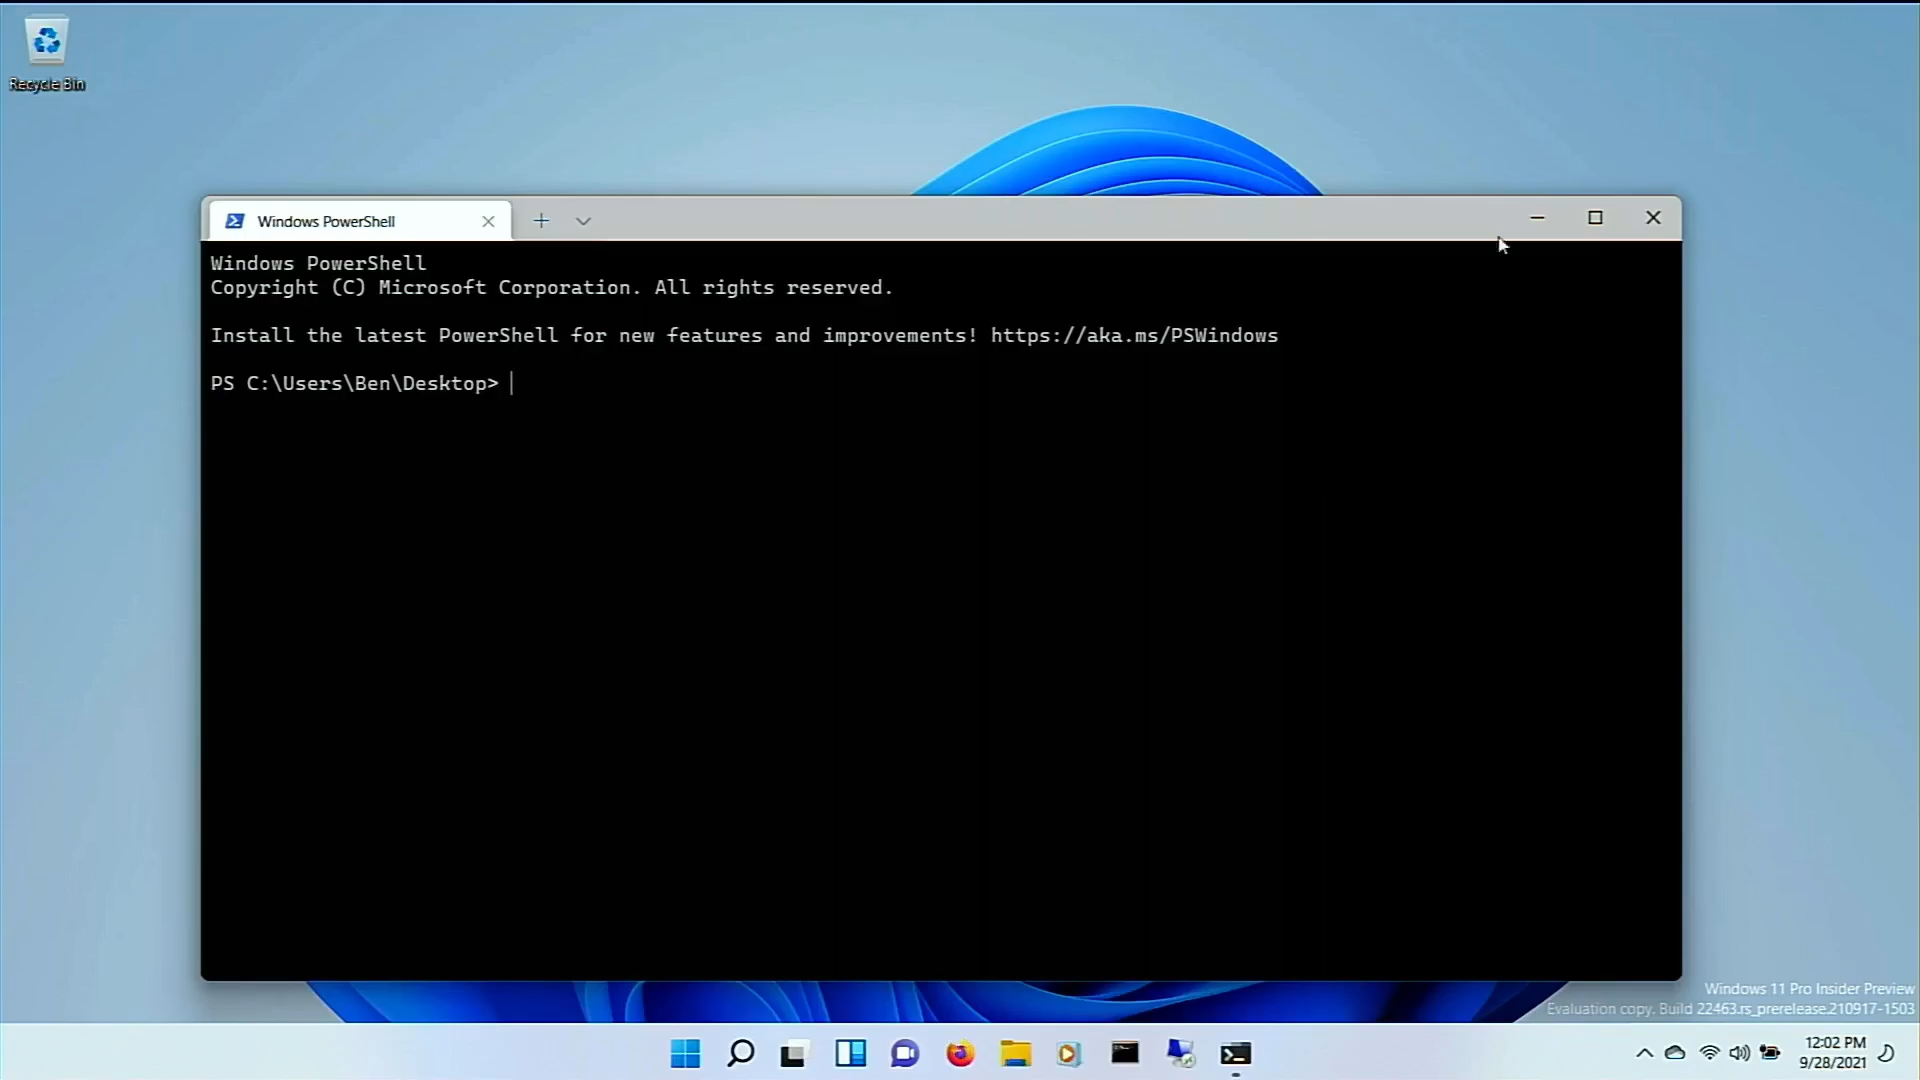 Recycle Bin
Windows PowerShell
Windows PowerShell
Copyright (C) Microsoft Corporation. All rights reserved.
Install the latest PowerShell for new features and improvements! https://aka.ms/PSWindows
PS C:\Users\Ben\Desktop>
Windows 11 Pro Insider Preview
Evaluation copy. Build 22463.rs_prerelease.210917-1503
12:02 PM
9/28/2021